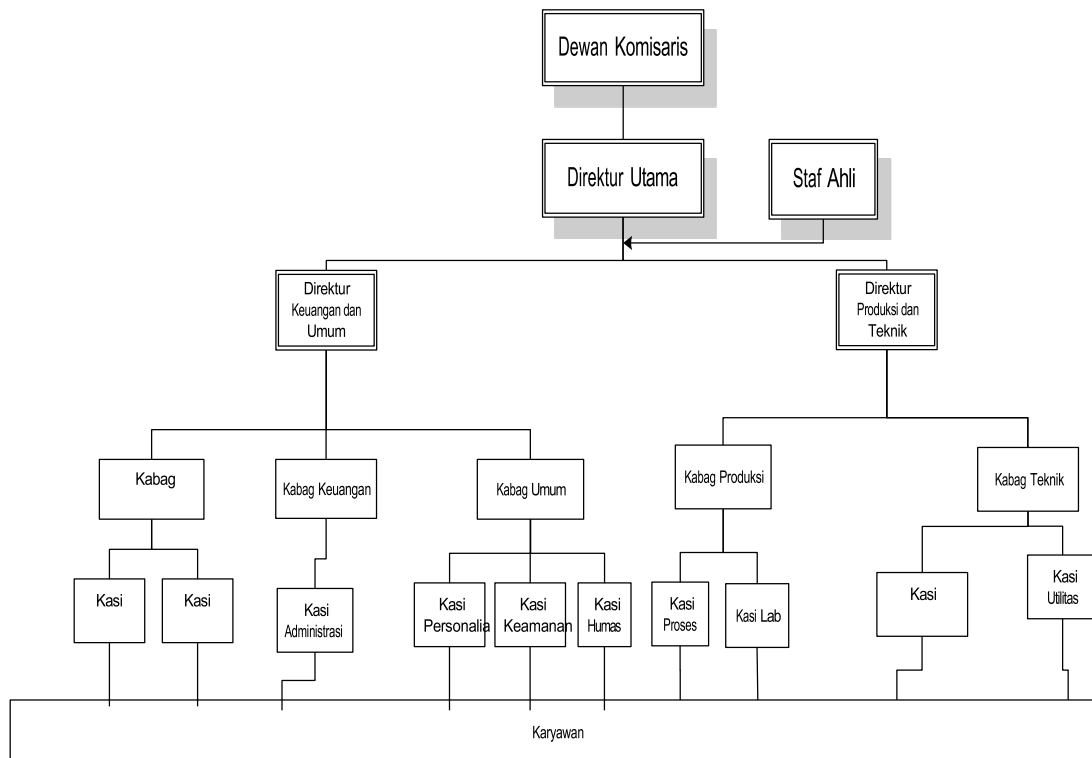 Dewan Komisaris
Direktur Utama
Staf Ahli
Direktur
Keuangan dan
Umum
Direktur
Produksi dan
Teknik
Kabag
Kabag Keuangan
Kabag Umum
Kabag Produksi
Kabag Teknik
Kasi
Kasi
Kasi
Administrasi
Kasi
Personalia
Kasi
Keamanan
Kasi
Humas
Kasi
Proses
Kasi Lab
Kasi
Kasi
Utilitas
Karyawan